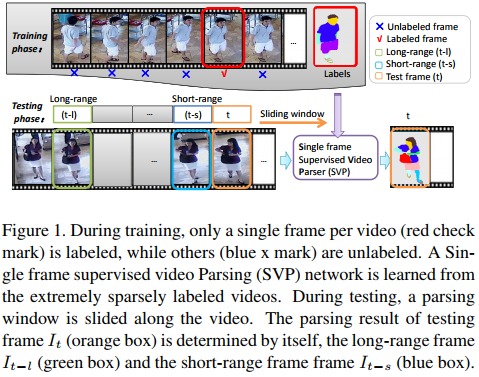 Training
phase:
...
Labels
× Unlabeled frame
√ Labeled frame
Long-range (t-l)
Short-range (t-s)
Test frame (t)
Testing
phase:
Long-range
Short-range
(t-l)
...
(t-s)
t
Sliding window
t
...
Single frame
Supervised Video
Parser (SVP)
Figure 1. During training, only a single frame per video (red check
mark) is labeled, while others (blue x mark) are unlabeled. A Sin-
gle frame supervised video Parsing (SVP) network is learned from
the extremely sparsely labeled videos. During testing, a parsing
window is slided along the video. The parsing result of testing
frame It (orange box) is determined by itself, the long-range frame
It−l (green box) and the short-range frame frame It−s (blue box).